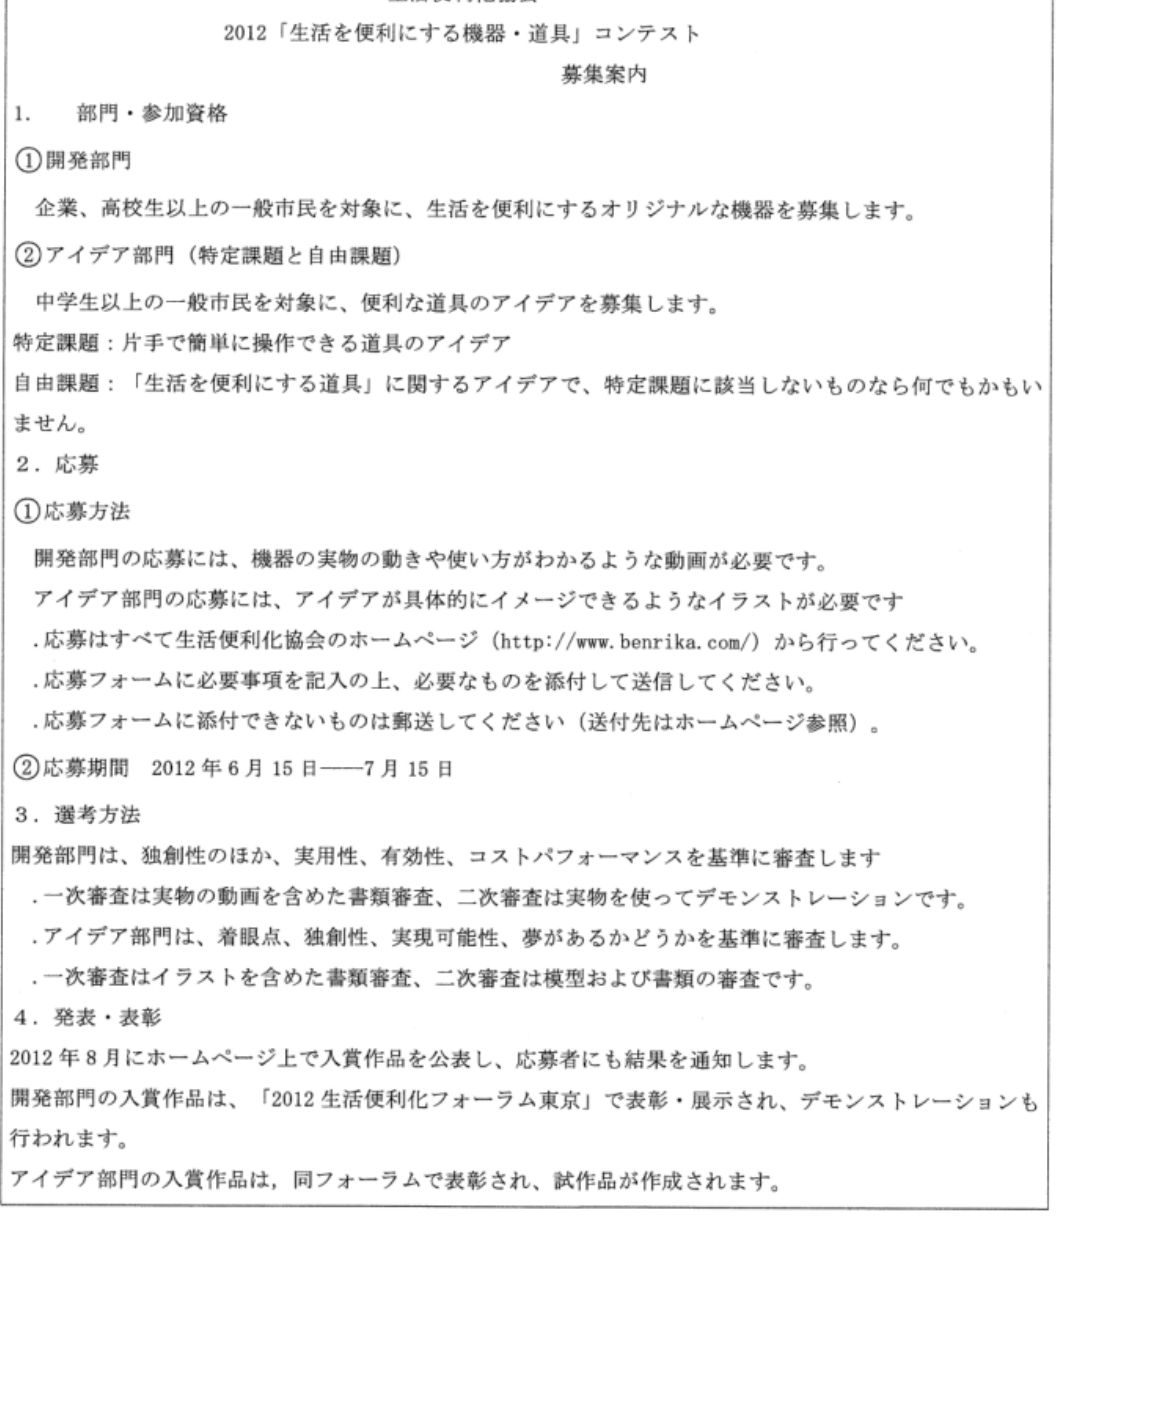 2012「生活を便利にする機器・道具」コンテスト
募集案内
1.　部門・参加資格
①開発部門
企業、高校生以上の一般市民を対象に、生活を便利にするオリジナルな機器を募集します。
②アイデア部門（特定課題と自由課題）
中学生以上の一般市民を対象に、便利な道具のアイデアを募集します。
特定課題：片手で簡単に操作できる道具のアイデア
自由課題：「生活を便利にする道具」に関するアイデアで、特定課題に該当しないものなら何でもかもい
ません。
２．応募
①応募方法
開発部門の応募には、機器の実物の動きや使い方がわかるような動画が必要です。
アイデア部門の応募には、アイデアが具体的にイメージできるようなイラストが必要です
.応募はすべて生活便利化協会のホームページ（http://www.benrika.com/）から行ってください。
.応募フォームに必要事項を記入の上、必要なものを添付して送信してください。
.応募フォームに添付できないものは郵送してください（送付先はホームページ参照）。
②応募期間　2012 年 6 月 15 日——7 月 15 日
３．選考方法
開発部門は、独創性のほか、実用性、有効性、コストパフォーマンスを基準に審査します
.一次審査は実物の動画を含めた書類審査、二次審査は実物を使ってデモンストレーションです。
.アイデア部門は、着眼点、独創性、実現可能性、夢があるかどうかを基準に審査します。
.一次審査はイラストを含めた書類審査、二次審査は模型および書類の審査です。
４．発表・表彰
2012 年 8 月にホームページ上で入賞作品を公表し、応募者にも結果を通知します。
開発部門の入賞作品は、「2012 生活便利化フォーラム東京」で表彰・展示され、デモンストレーションも
行われます。
アイデア部門の入賞作品は，同フォーラムで表彰され、試作品が作成されます。